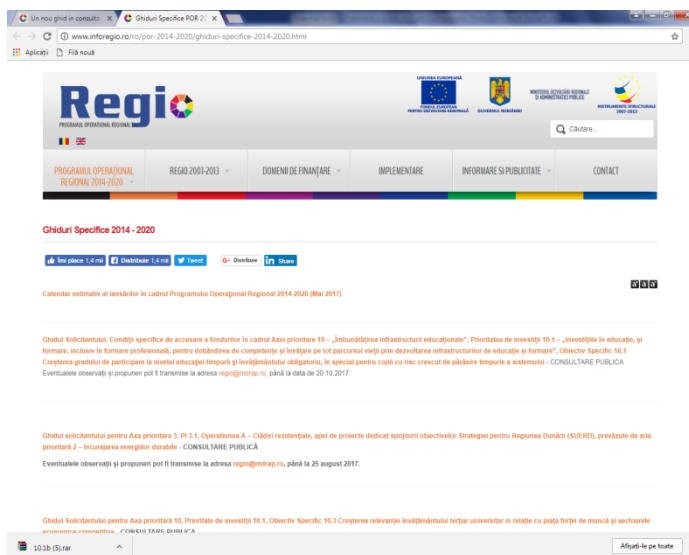 Un nou ghid in consulta
Ghiduri Specifice POR 20
www.inforegio.ro/ro/por-2014-2020/ghiduri-specifice-2014-2020.html
Aplicații Filă nouă
UNIUNEA EUROPEANĂ
Regio
PROGRAMUL OPERAȚIONAL REGIONAL
FONDUL EUROPEAN
PENTRU DEZVOLTARE REGIONALĂ
GUVERNUL ROMÂNIEI
MINISTERUL DEZVOLTĂRII REGIONALE
ȘI ADMINISTRAȚIEI PUBLICE
INSTRUMENTE STRUCTURALE
2007-2013
Căutare...
PROGRAMUL OPERAȚIONAL
REGIONAL 2014-2020
REGIO 2007-2013
DOMENII DE FINANȚARE
IMPLEMENTARE
INFORMARE SI PUBLICITATE
CONTACT
Ghiduri Specifice 2014 - 2020
Îmi place 1,4 mii Distribuie 1,4 mii Tweet G+ Distribuie in Share
a a a
Calendar estimativ al lansărilor în cadrul Programului Operațional Regional 2014-2020 (Mai 2017)
Ghidul Solicitantului. Condiții specifice de accesare a fondurilor în cadrul Axei prioritare 10 – „Îmbunătățirea infrastructurii educaționale”, Prioritatea de investiții 10.1 – „Investițiile în educație, și
formare, inclusiv în formare profesională, pentru dobândirea de competențe și învățare pe tot parcursul vieții prin dezvoltarea infrastructurilor de educație și formare”, Obiectiv Specific 10.1
Creșterea gradului de participare la nivelul educației timpurii și învățământului obligatoriu, în special pentru copii cu risc crescut de părăsire timpurie a sistemului - CONSULTARE PUBLICA
Eventualele observații și propuneri pot fi transmise la adresa regio@mdrap.ro, până la data de 20.10.2017
Ghidul solicitantului pentru Axa prioritara 3, PI 3.1, Operatiunea A – Clădiri rezidențiale, apel de proiecte dedicat sprijinirii obiectivelor Strategiei pentru Regiunea Dunării (SUERD), prevăzute de aria
prioritară 2 – Incurajarea energiilor durabile - CONSULTARE PUBLICĂ
Eventualele observații și propuneri pot fi transmise la adresa regio@mdrap.ro, până la 25 august 2017.
Ghidul Solicitantului pentru Axa prioritară 10, Prioritate de investiții 10.1, Obiectiv Specific 10.3 Creșterea relevanței învățământului terțiar universitar în relație cu piața forței de muncă și sectoarele
economice competitive - CONSULTARE PUBLICA
10.1b (5).rar
Afișați-le pe toate